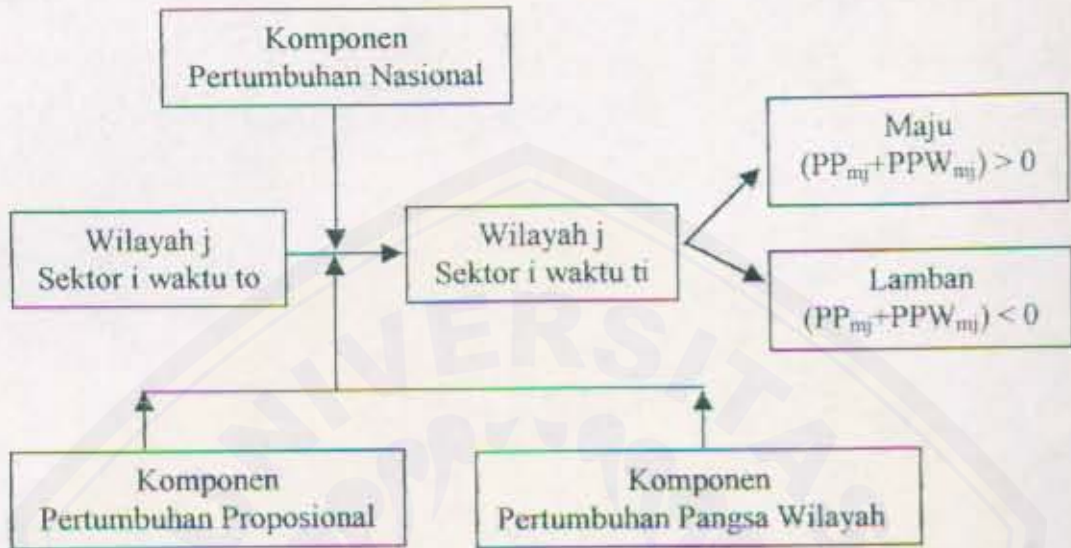 Komponen
Pertumbuhan Nasional
Maju
(PPmj+PPWmj) > 0
Wilayah j
Sektor i waktu to
Wilayah j
Sektor i waktu ti
Lamban
(PPmj+PPWmj) < 0
NIVERSITA
Komponen
Pertumbuhan Proposional
Komponen
Pertumbuhan Pangsa Wilayah